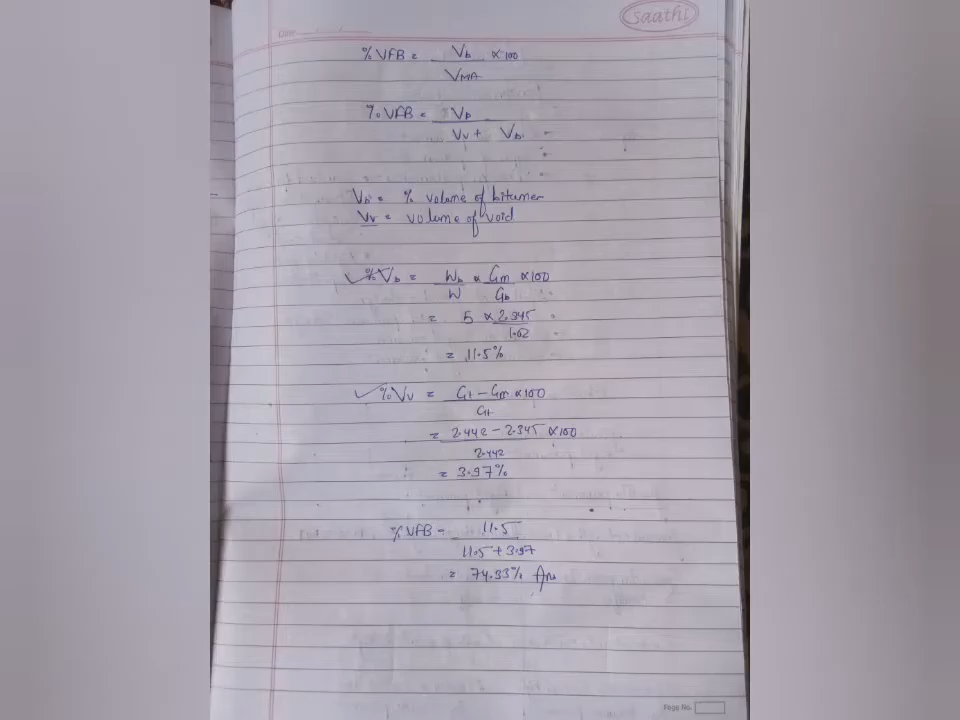 saathi
Date
% VFB = Vb × 100
VMA
% VFB = Vb
Vv + Vb
Vb = % volume of bitumen
Vv = volume of void
% Vb = Wb × Gm × 100
W Gb
= 5 × 2.345
1.02
= 11.5%
% Vv = Gt - Gm × 100
Gt
= 2.442 - 2.345 × 100
2.442
= 3.97%
% VFB = 11.5
11.5 + 3.97
= 74.33% Ans
Page No.